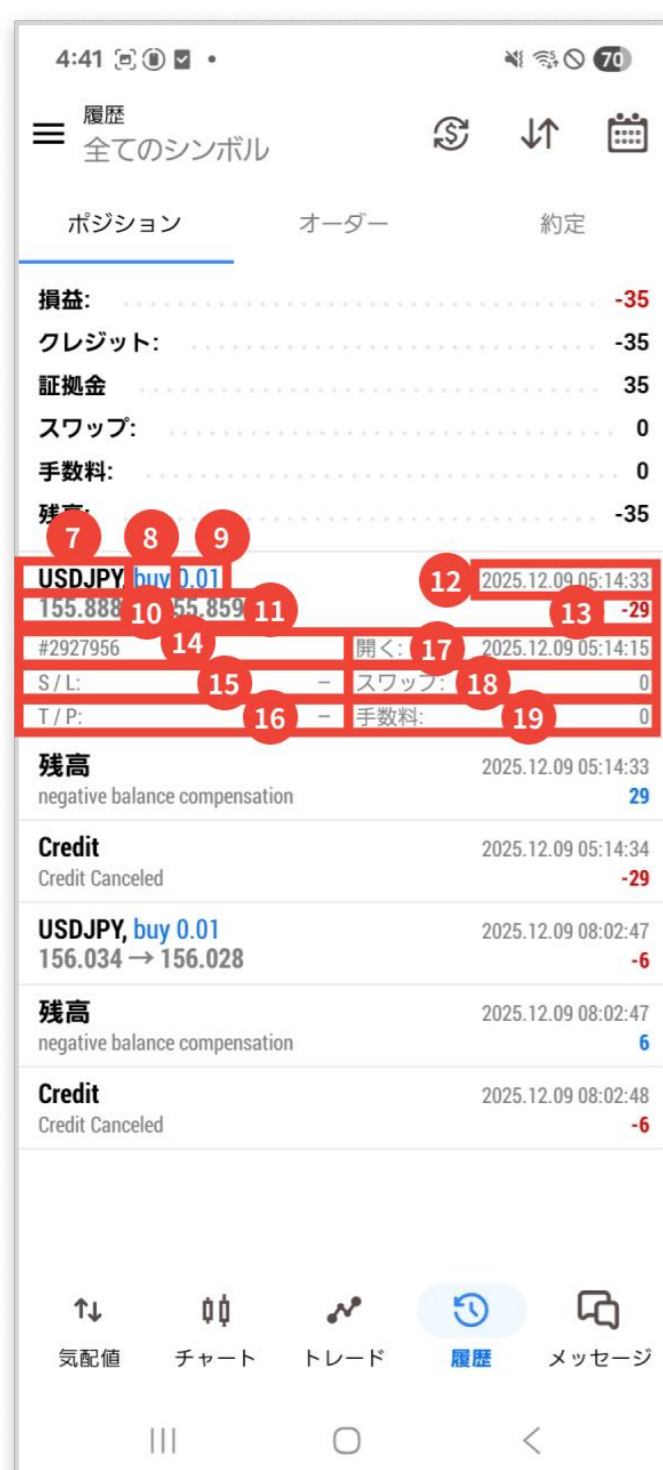 4:41 70
履歴
全てのシンボル
ポジション オーダー 約定
損益: -35
クレジット: -35
証拠金 35
スワップ: 0
手数料: 0
残高: -35
7 8 9
USDJPY, buy 0.01 12 2025.12.09 05:14:33
155.888 10 55.859 11 13 -29
#2927956 14 開く: 17 2025.12.09 05:14:15
S / L: 15 – スワップ: 18 0
T / P: 16 – 手数料: 19 0
残高 2025.12.09 05:14:33
negative balance compensation 29
Credit 2025.12.09 05:14:34
Credit Canceled -29
USDJPY, buy 0.01 2025.12.09 08:02:47
156.034 → 156.028 -6
残高 2025.12.09 08:02:47
negative balance compensation 6
Credit 2025.12.09 08:02:48
Credit Canceled -6
気配値 チャート トレード 履歴 メッセージ